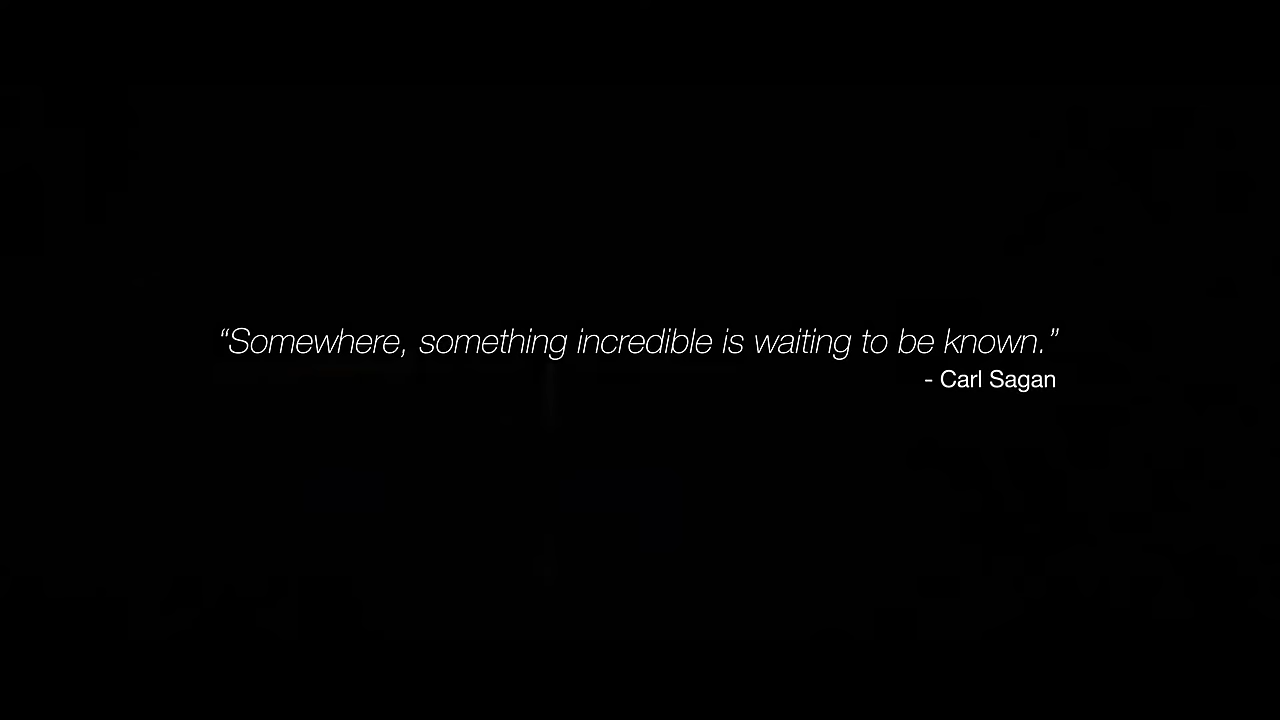 “Somewhere, something incredible is waiting to be known.”
- Carl Sagan